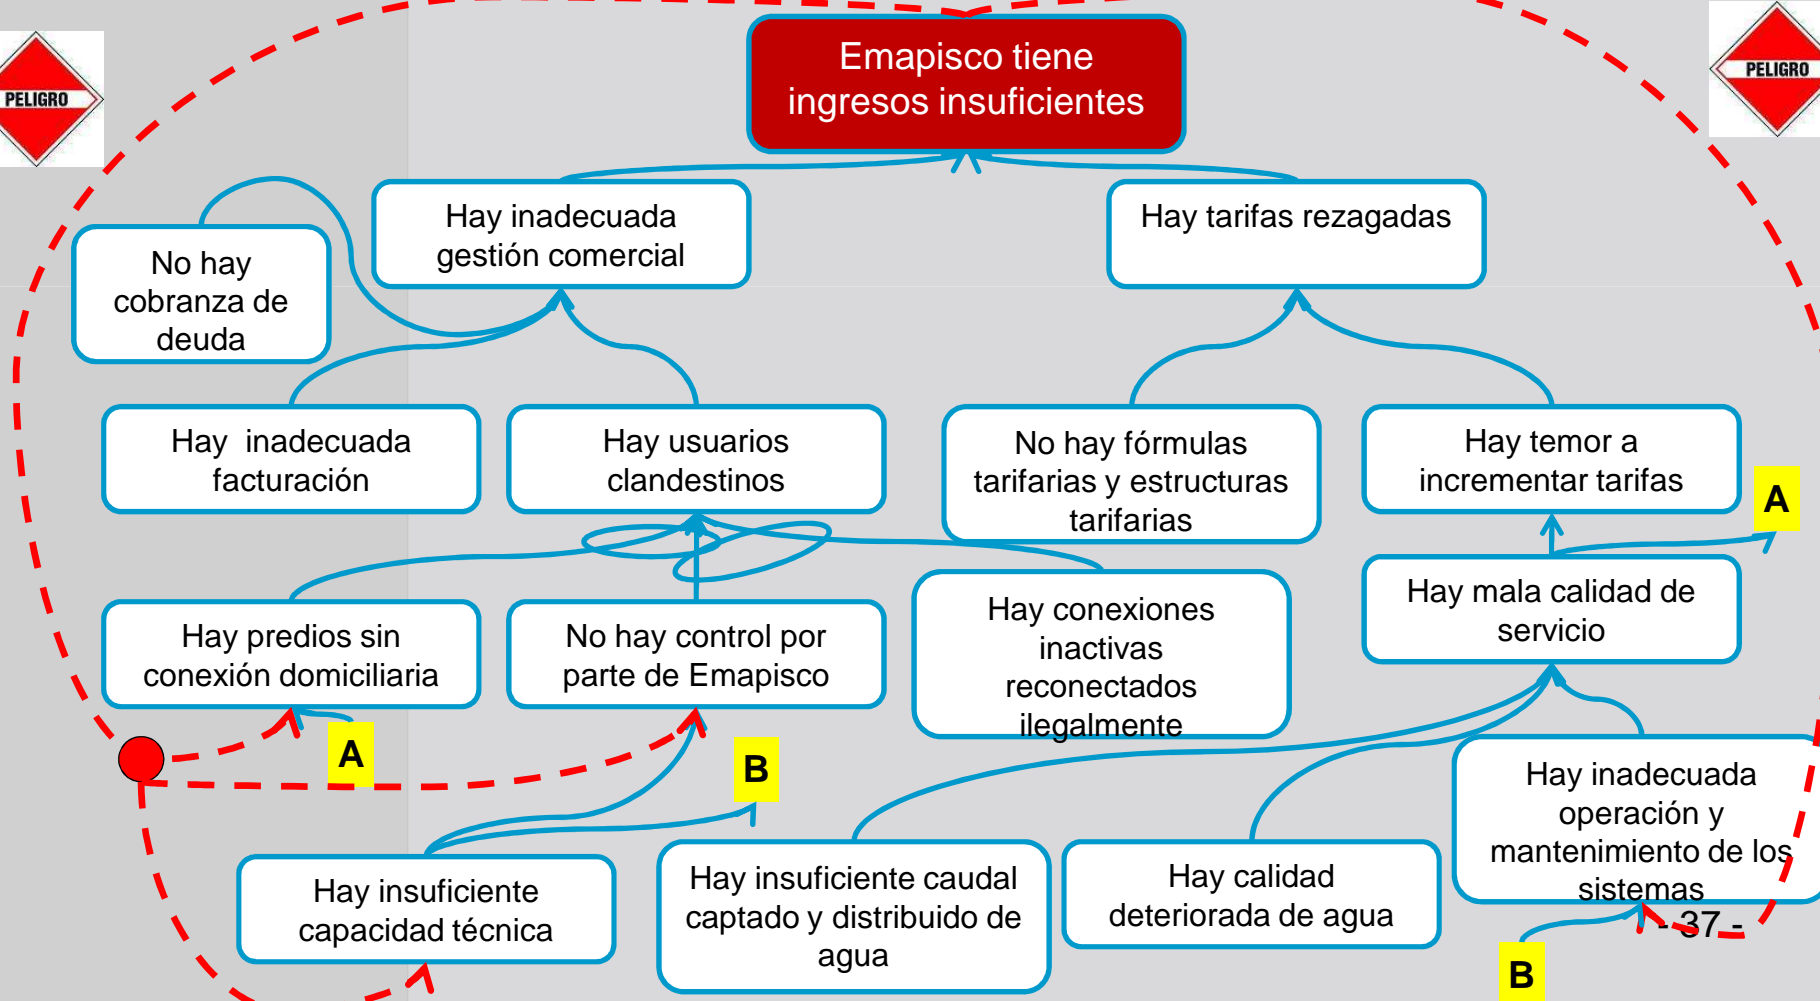 Emapisco tiene
ingresos insuficientes
PELIGRO
PELIGRO
Hay inadecuada
gestión comercial
Hay tarifas rezagadas
No hay
cobranza de
deuda
Hay inadecuada
facturación
Hay usuarios
clandestinos
No hay fórmulas
tarifarias y estructuras
tarifarias
Hay temor a
incrementar tarifas
A
Hay predios sin
conexión domiciliaria
No hay control por
parte de Emapisco
Hay conexiones
inactivas
reconectados
ilegalmente
Hay mala calidad de
servicio
A
B
Hay insuficiente
capacidad técnica
Hay insuficiente caudal
captado y distribuido de
agua
Hay calidad
deteriorada de agua
Hay inadecuada
operación y
mantenimiento de los
sistemas
- 37 -
B